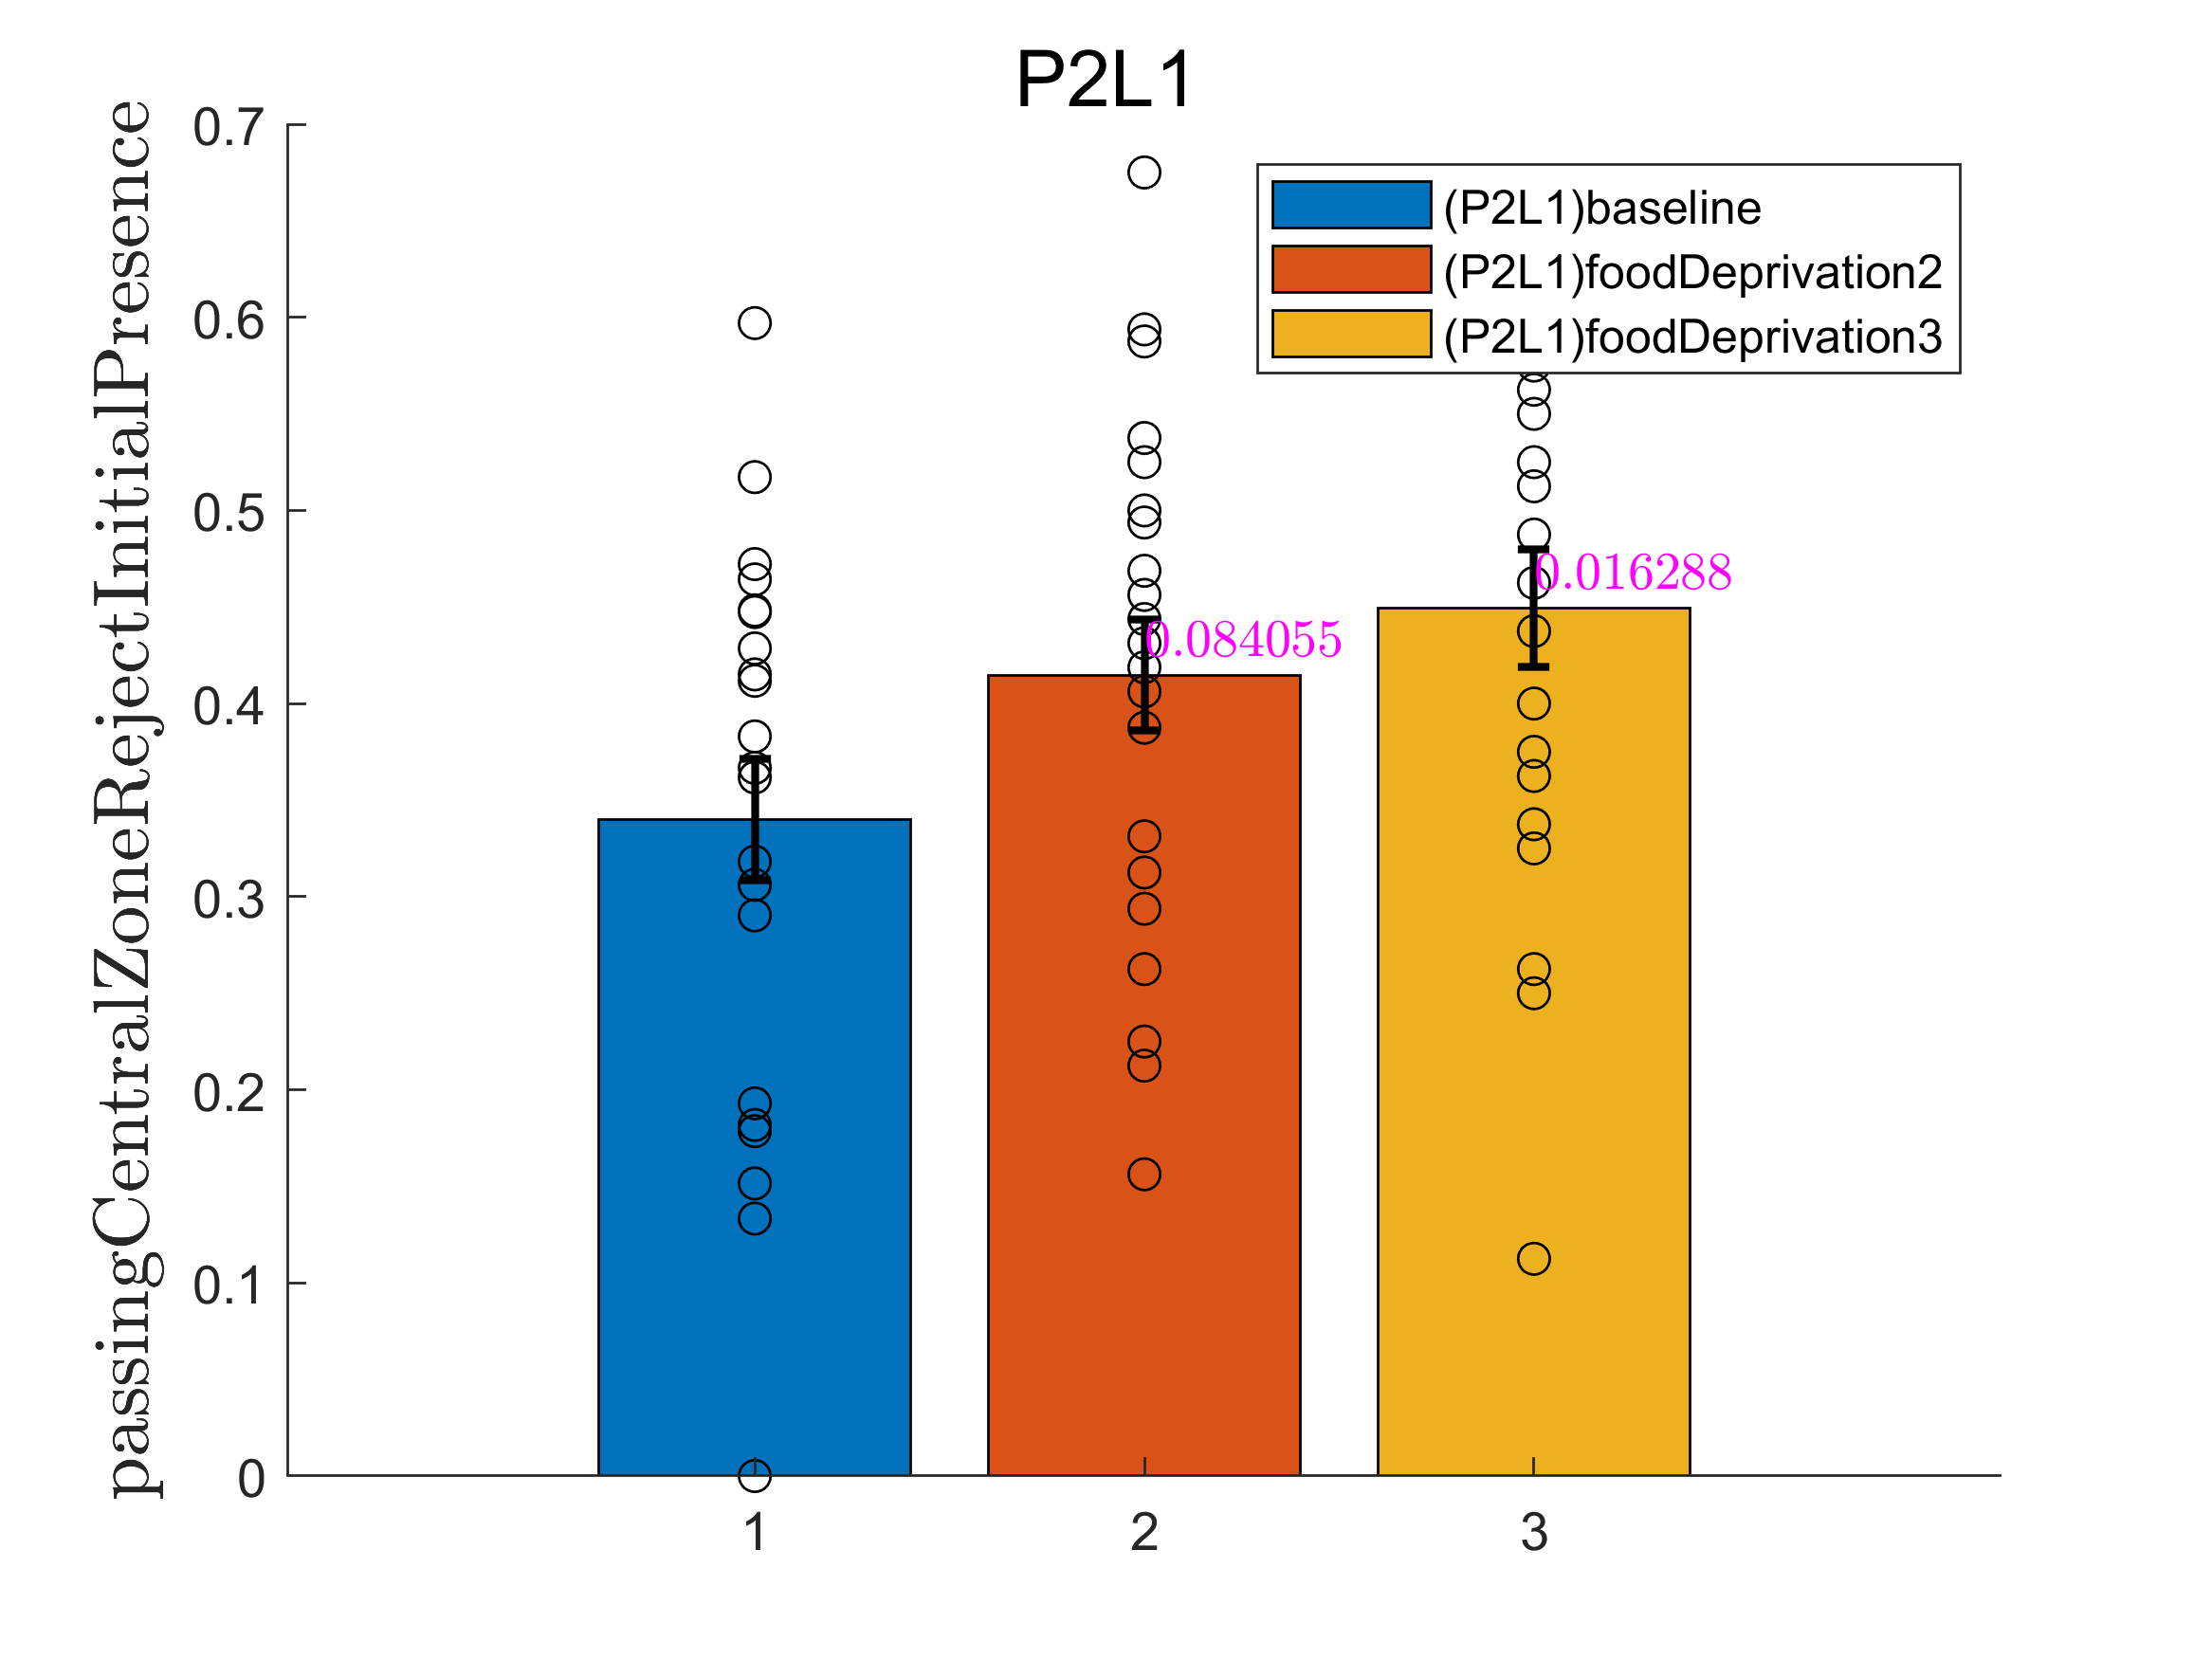 P2L1
passingCentralZoneRejectInitialPresence
0.7
0.6
0.5
0.4
0.3
0.2
0.1
0
(P2L1)baseline
(P2L1)foodDeprivation2
(P2L1)foodDeprivation3
0.016288
0.084055
1
2
3